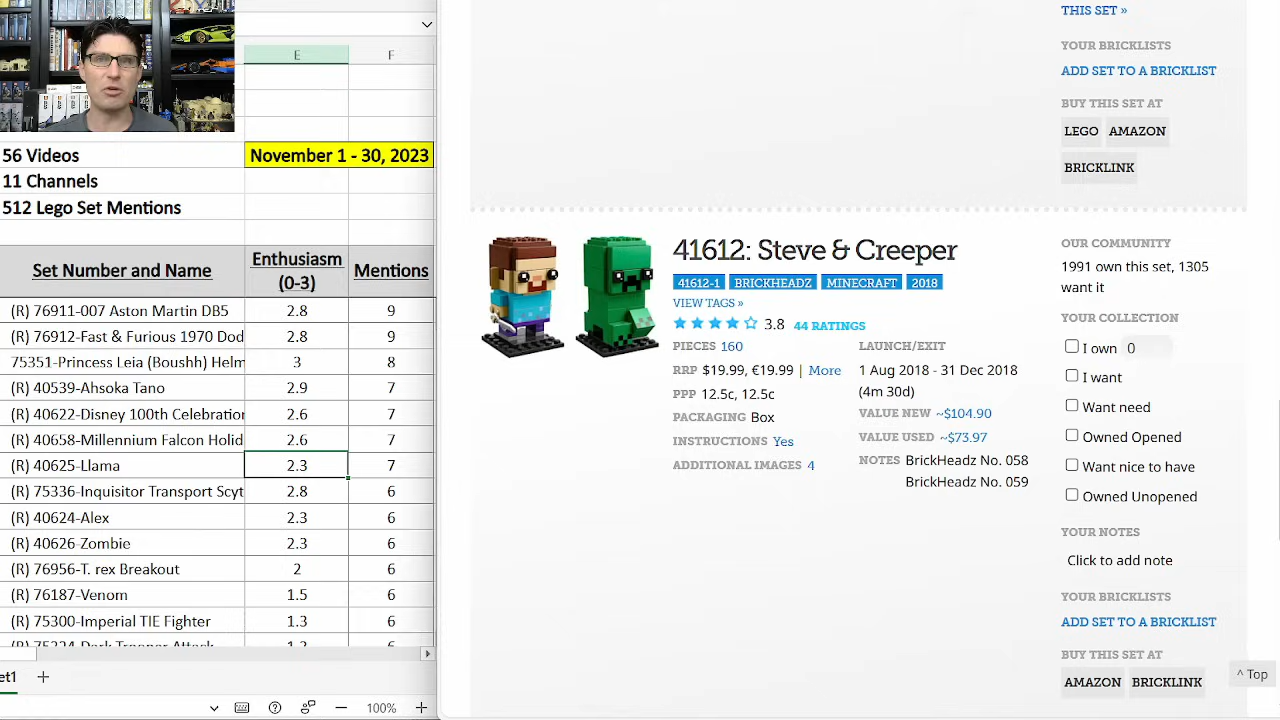 E F
56 Videos November 1 - 30, 2023
11 Channels
512 Lego Set Mentions
Set Number and Name Enthusiasm (0-3) Mentions
(R) 76911-007 Aston Martin DB5 2.8 9
(R) 76912-Fast & Furious 1970 Dod 2.8 9
75351-Princess Leia (Boushh) Helm 3 8
(R) 40539-Ahsoka Tano 2.9 7
(R) 40622-Disney 100th Celebration 2.6 7
(R) 40658-Millennium Falcon Holid 2.6 7
(R) 40625-Llama 2.3 7
(R) 75336-Inquisitor Transport Scyt 2.8 6
(R) 40624-Alex 2.3 6
(R) 40626-Zombie 2.3 6
(R) 76956-T. rex Breakout 2 6
(R) 76187-Venom 1.5 6
(R) 75300-Imperial TIE Fighter 1.3 6
(R) 75324-Dark Trooper Attack 1.2 6
et1 +
100%
41612: Steve & Creeper
41612-1 BRICKHEADZ MINECRAFT 2018
VIEW TAGS »
3.8 44 RATINGS
PIECES 160
RRP $19.99, €19.99 | More
PPP 12.5c, 12.5c
PACKAGING Box
INSTRUCTIONS Yes
ADDITIONAL IMAGES 4
LAUNCH/EXIT
1 Aug 2018 - 31 Dec 2018
(4m 30d)
VALUE NEW ~$104.90
VALUE USED ~$73.97
NOTES BrickHeadz No. 058
BrickHeadz No. 059
THIS SET »
YOUR BRICKLISTS
ADD SET TO A BRICKLIST
BUY THIS SET AT
LEGO AMAZON
BRICKLINK
OUR COMMUNITY
1991 own this set, 1305
want it
YOUR COLLECTION
I own 0
I want
Want need
Owned Opened
Want nice to have
Owned Unopened
YOUR NOTES
Click to add note
YOUR BRICKLISTS
ADD SET TO A BRICKLIST
BUY THIS SET AT
AMAZON BRICKLINK
^ Top